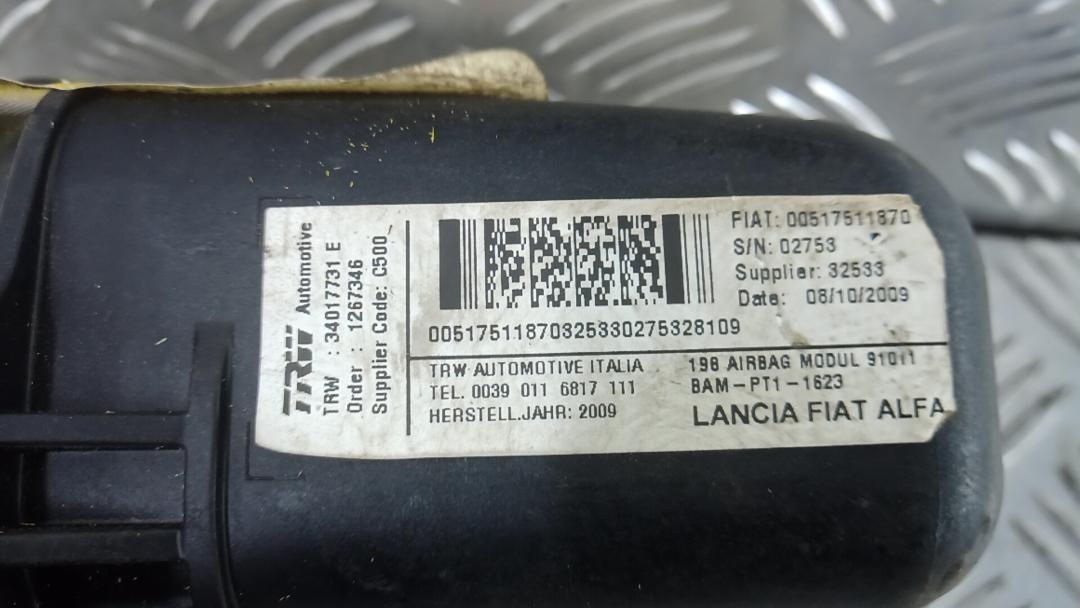 TRW Automotive
TRW : 34017731 E
Order : 1267346
Supplier Code: C500
FIAT: 00517511870
S/N: 02753
Supplier: 32533
Date: 08/10/2009
00517511870325330275328109
TRW AUTOMOTIVE ITALIA
TEL. 0039 011 6817 111
HERSTELL.JAHR: 2009
198 AIRBAG MODUL 91011
BAM-PT1-1623
LANCIA FIAT ALFA